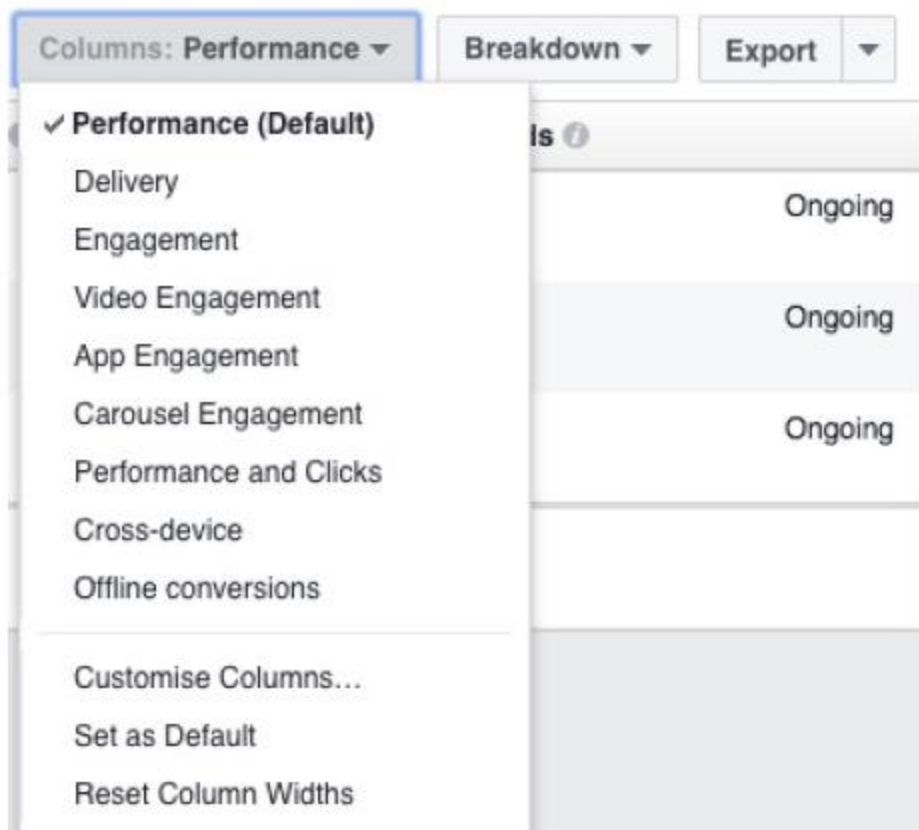 Columns: Performance Breakdown Export
Performance (Default)
Delivery
Engagement
Video Engagement
App Engagement
Carousel Engagement
Performance and Clicks
Cross-device
Offline conversions
Customise Columns...
Set as Default
Reset Column Widths
Ongoing
Ongoing
Ongoing